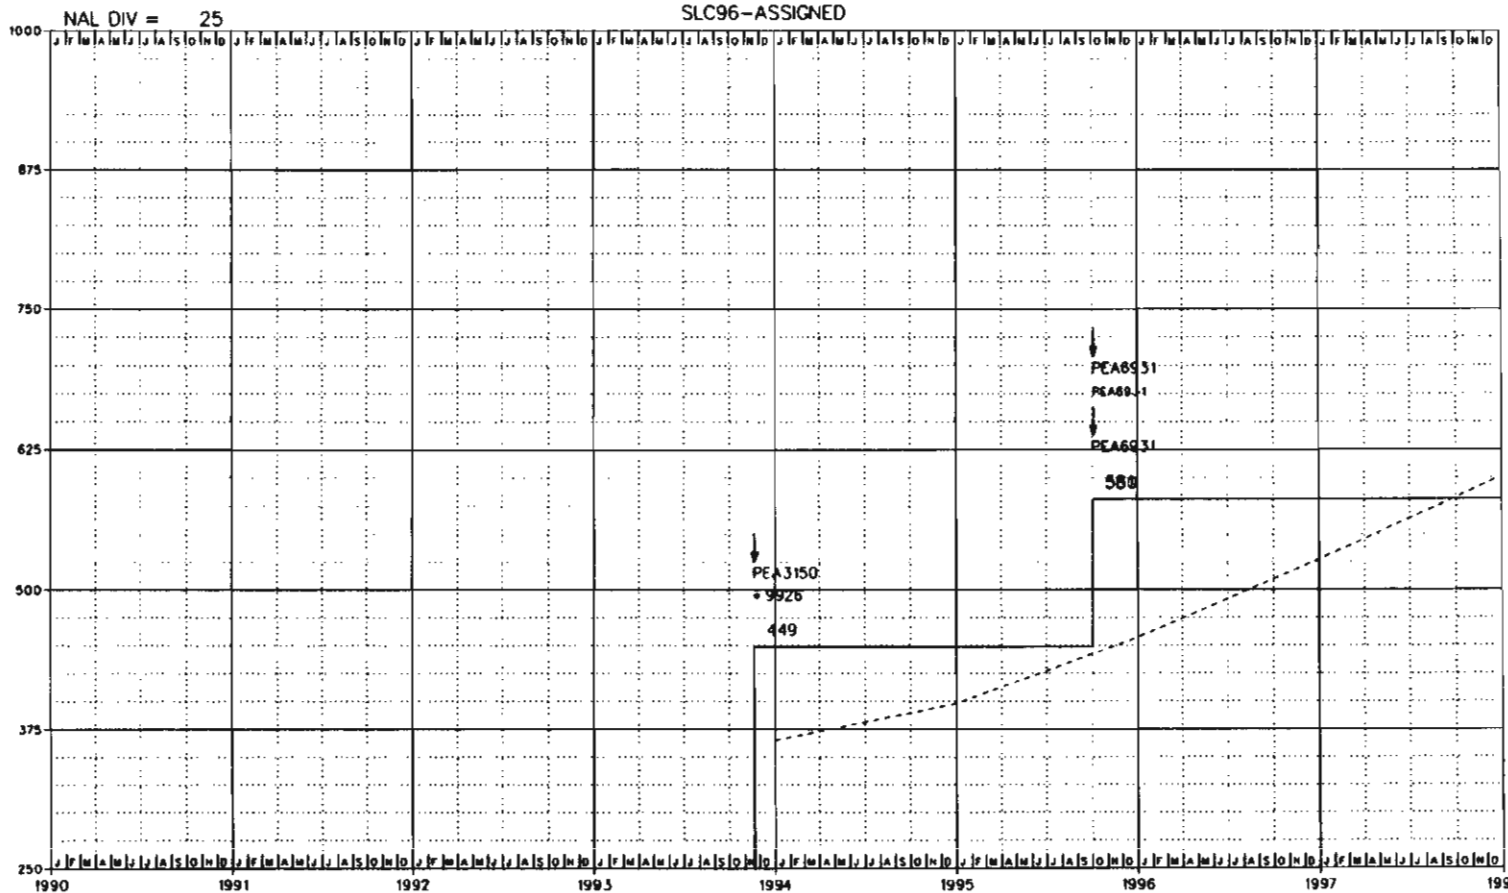 NAL DIV = 25
SLC96-ASSIGNED
1000
J F M A M J J A S O N D J F M A M J J A S O N D J F M A M J J A S O N D J F M A M J J A S O N D J F M A M J J A S O N D J F M A M J J A S O N D J F M A M J J A S O N D J F M A M J J A S O N D
875
750
PEA6931
625
PEA6931
PEA3150
500
9926
449
375
250
J F M A M J J A S O N D J F M A M J J A S O N D J F M A M J J A S O N D J F M A M J J A S O N D J F M A M J J A S O N D J F M A M J J A S O N D J F M A M J J A S O N D J F M A M J J A S O N D
1990 1991 1992 1993 1994 1995 1996 1997 199